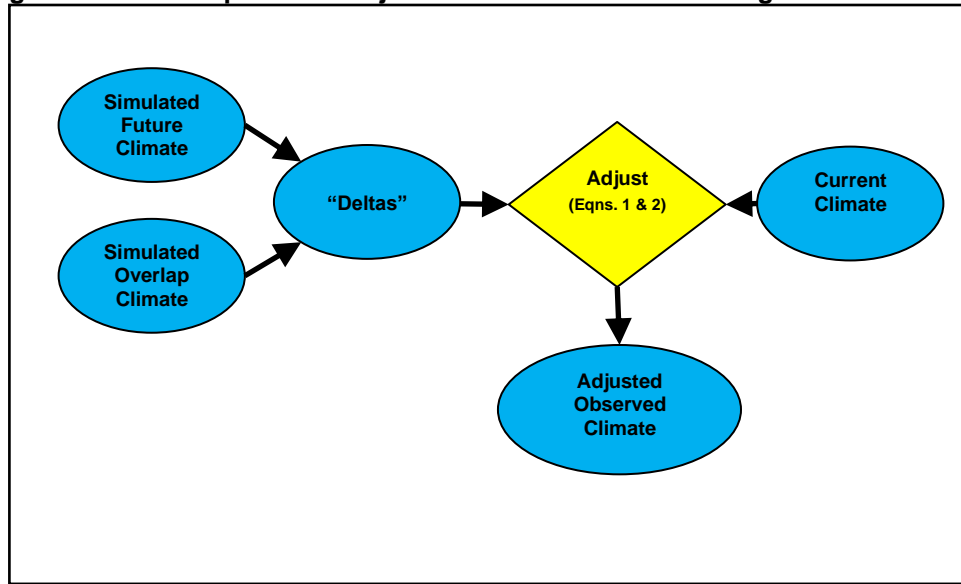 Simulated
Future
Climate
Simulated
Overlap
Climate
“Deltas”
Adjust
(Eqns. 1 & 2)
Current
Climate
Adjusted
Observed
Climate